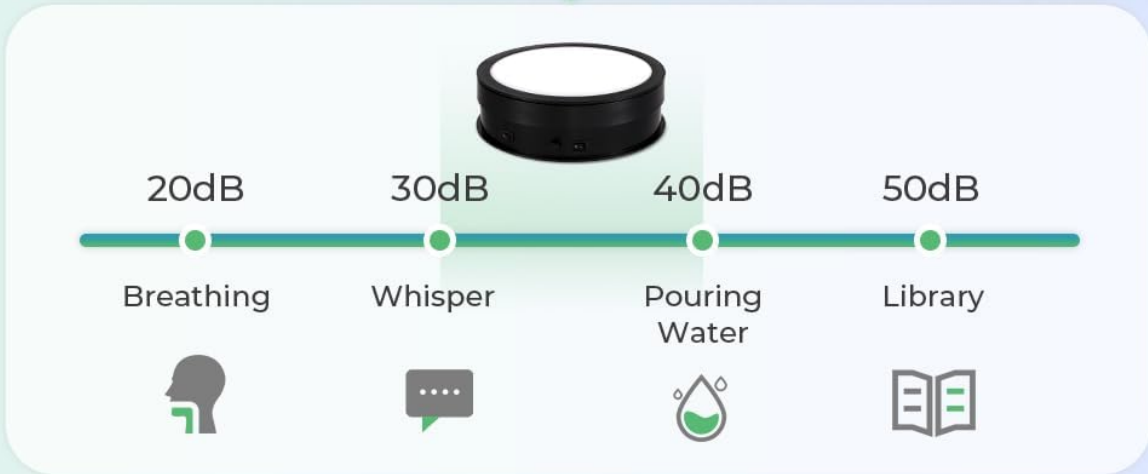 20dB
30dB
40dB
50dB
Breathing
Whisper
Pouring
Water
Library